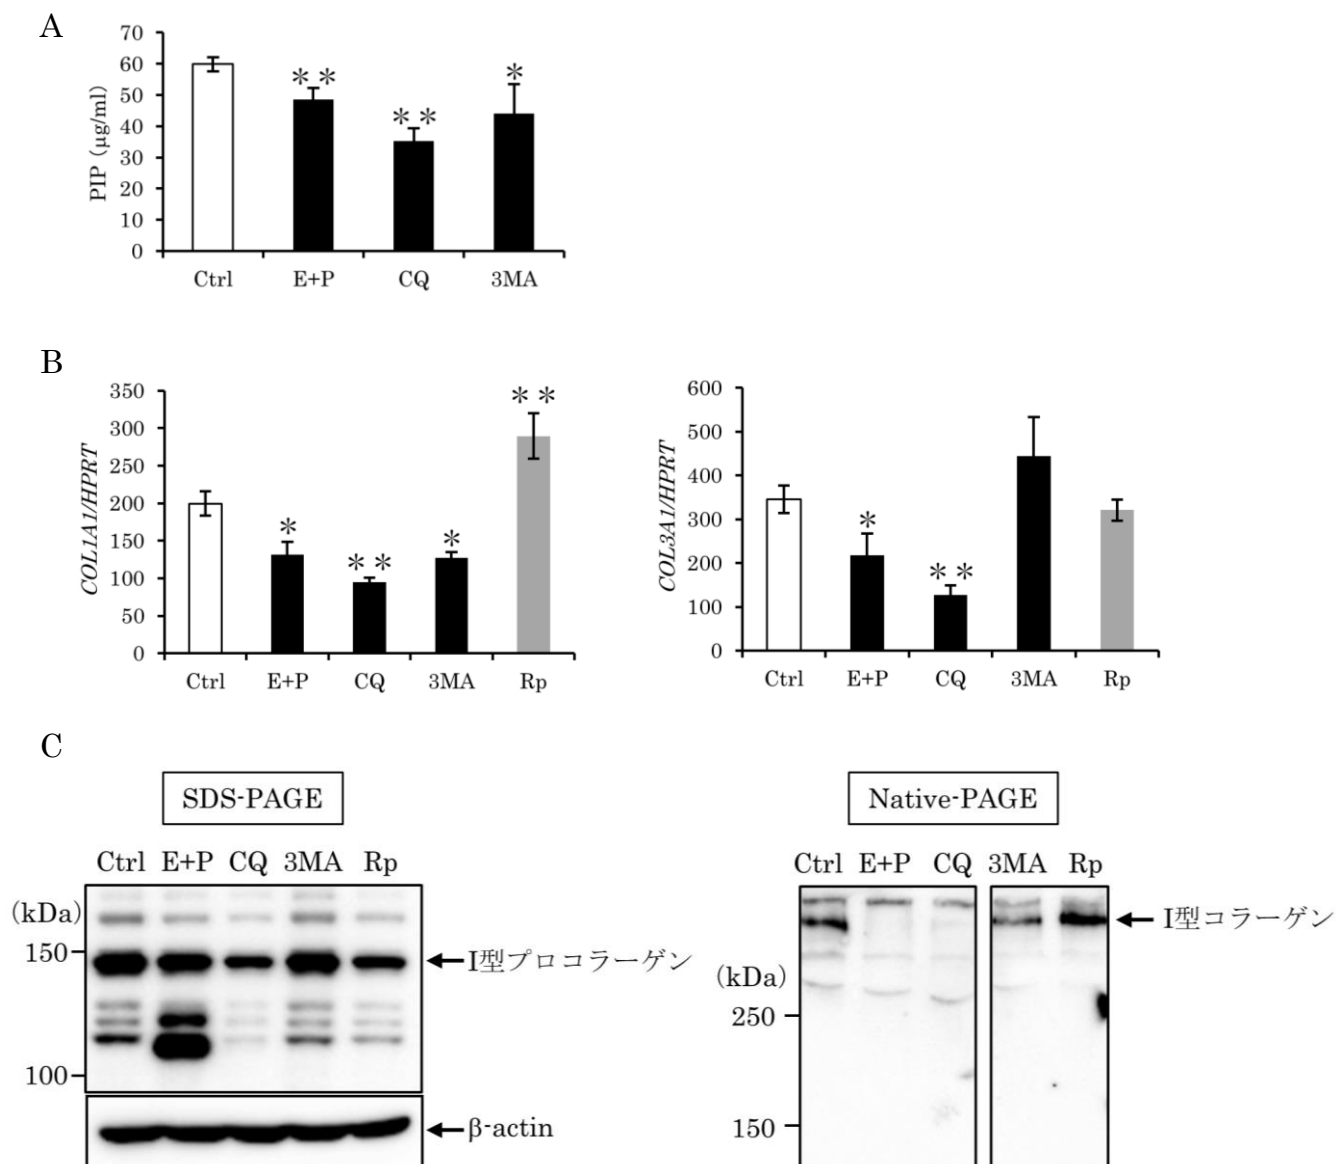 A
70
60
50
40
30
20
10
0
PIP (μg/ml)
** ** *
Ctrl E+P CQ 3MA
B
350
300
250
200
150
100
50
0
COL1A1/HPRT
* ** * **
Ctrl E+P CQ 3MA Rp
600
500
400
300
200
100
0
COL3A1/HPRT
* **
Ctrl E+P CQ 3MA Rp
C
SDS-PAGE
Ctrl E+P CQ 3MA Rp
(kDa)
150
I型プロコラーゲン
100
β-actin
Native-PAGE
Ctrl E+P CQ 3MA Rp
I型コラーゲン
(kDa)
250
150